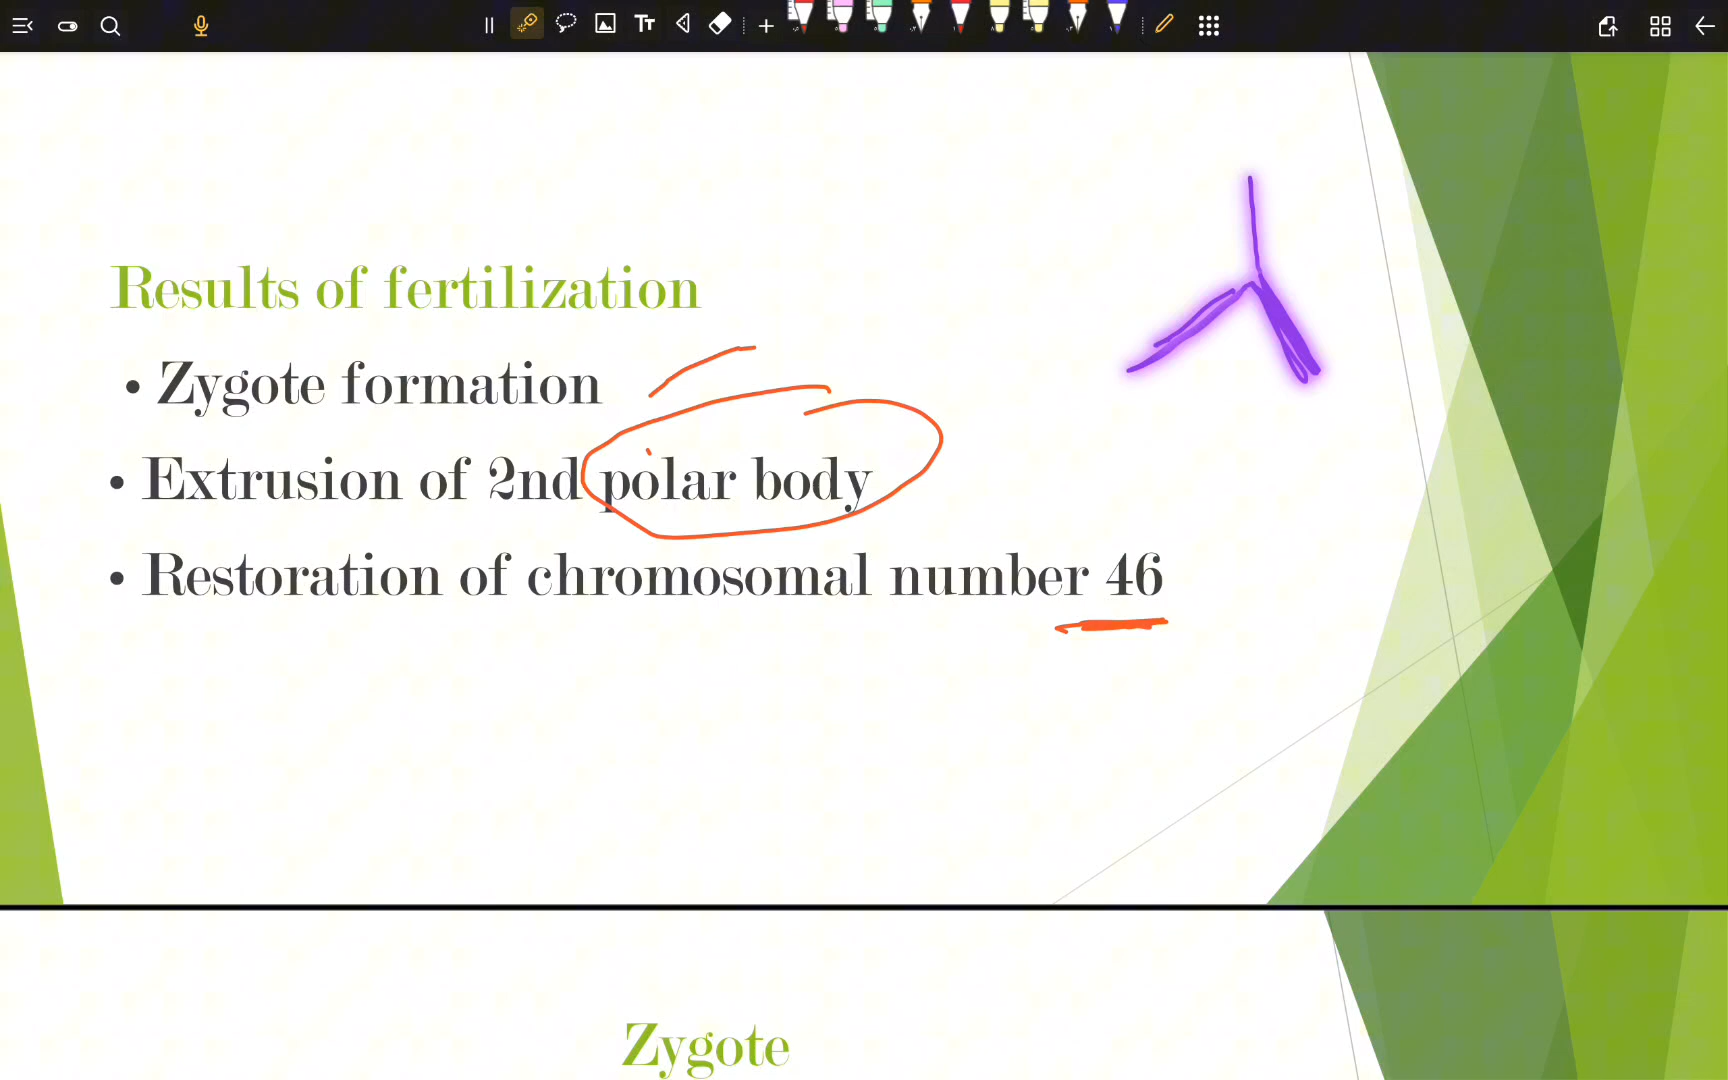 Results of fertilization
• Zygote formation
• Extrusion of 2nd polar body
• Restoration of chromosomal number 46
Zygote